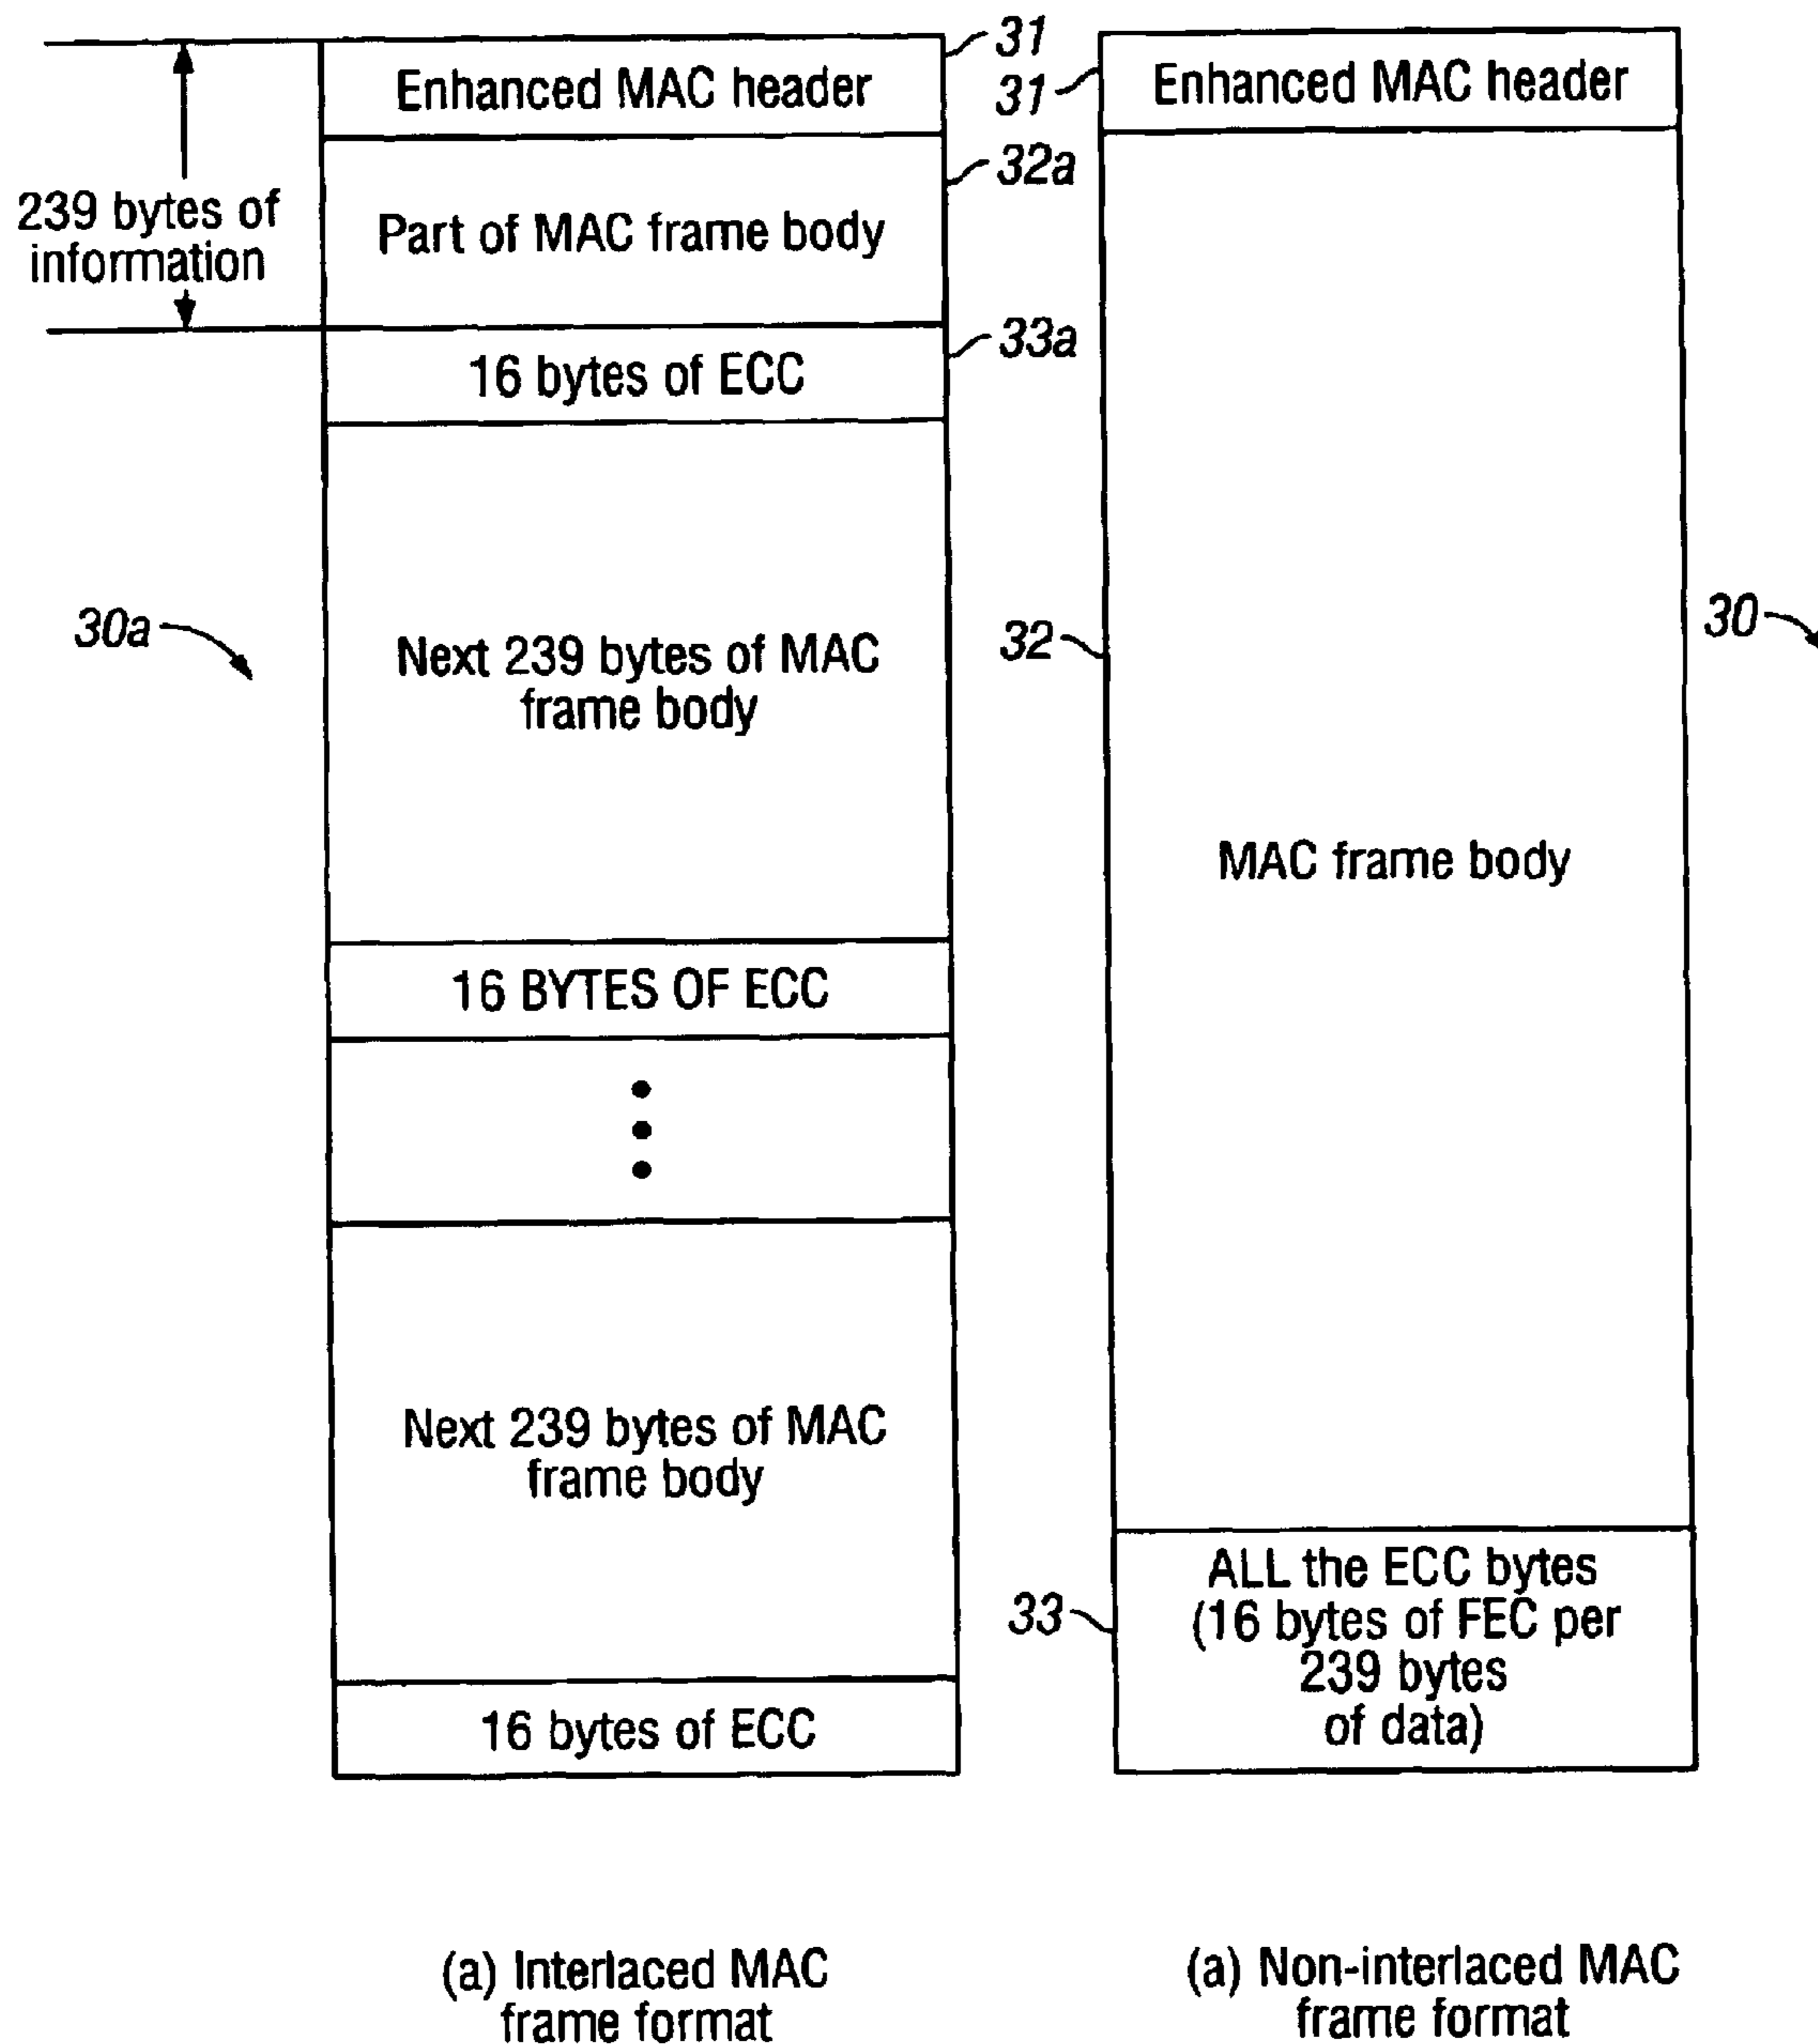 31
Enhanced MAC header
32a
239 bytes of
information
Part of MAC frame body
33a
16 bytes of ECC
30a
Next 239 bytes of MAC
frame body
16 BYTES OF ECC
Next 239 bytes of MAC
frame body
16 bytes of ECC
(a) Interlaced MAC
frame format
31
Enhanced MAC header
32
30
MAC frame body
33
ALL the ECC bytes
(16 bytes of FEC per
239 bytes
of data)
(a) Non-interlaced MAC
frame format